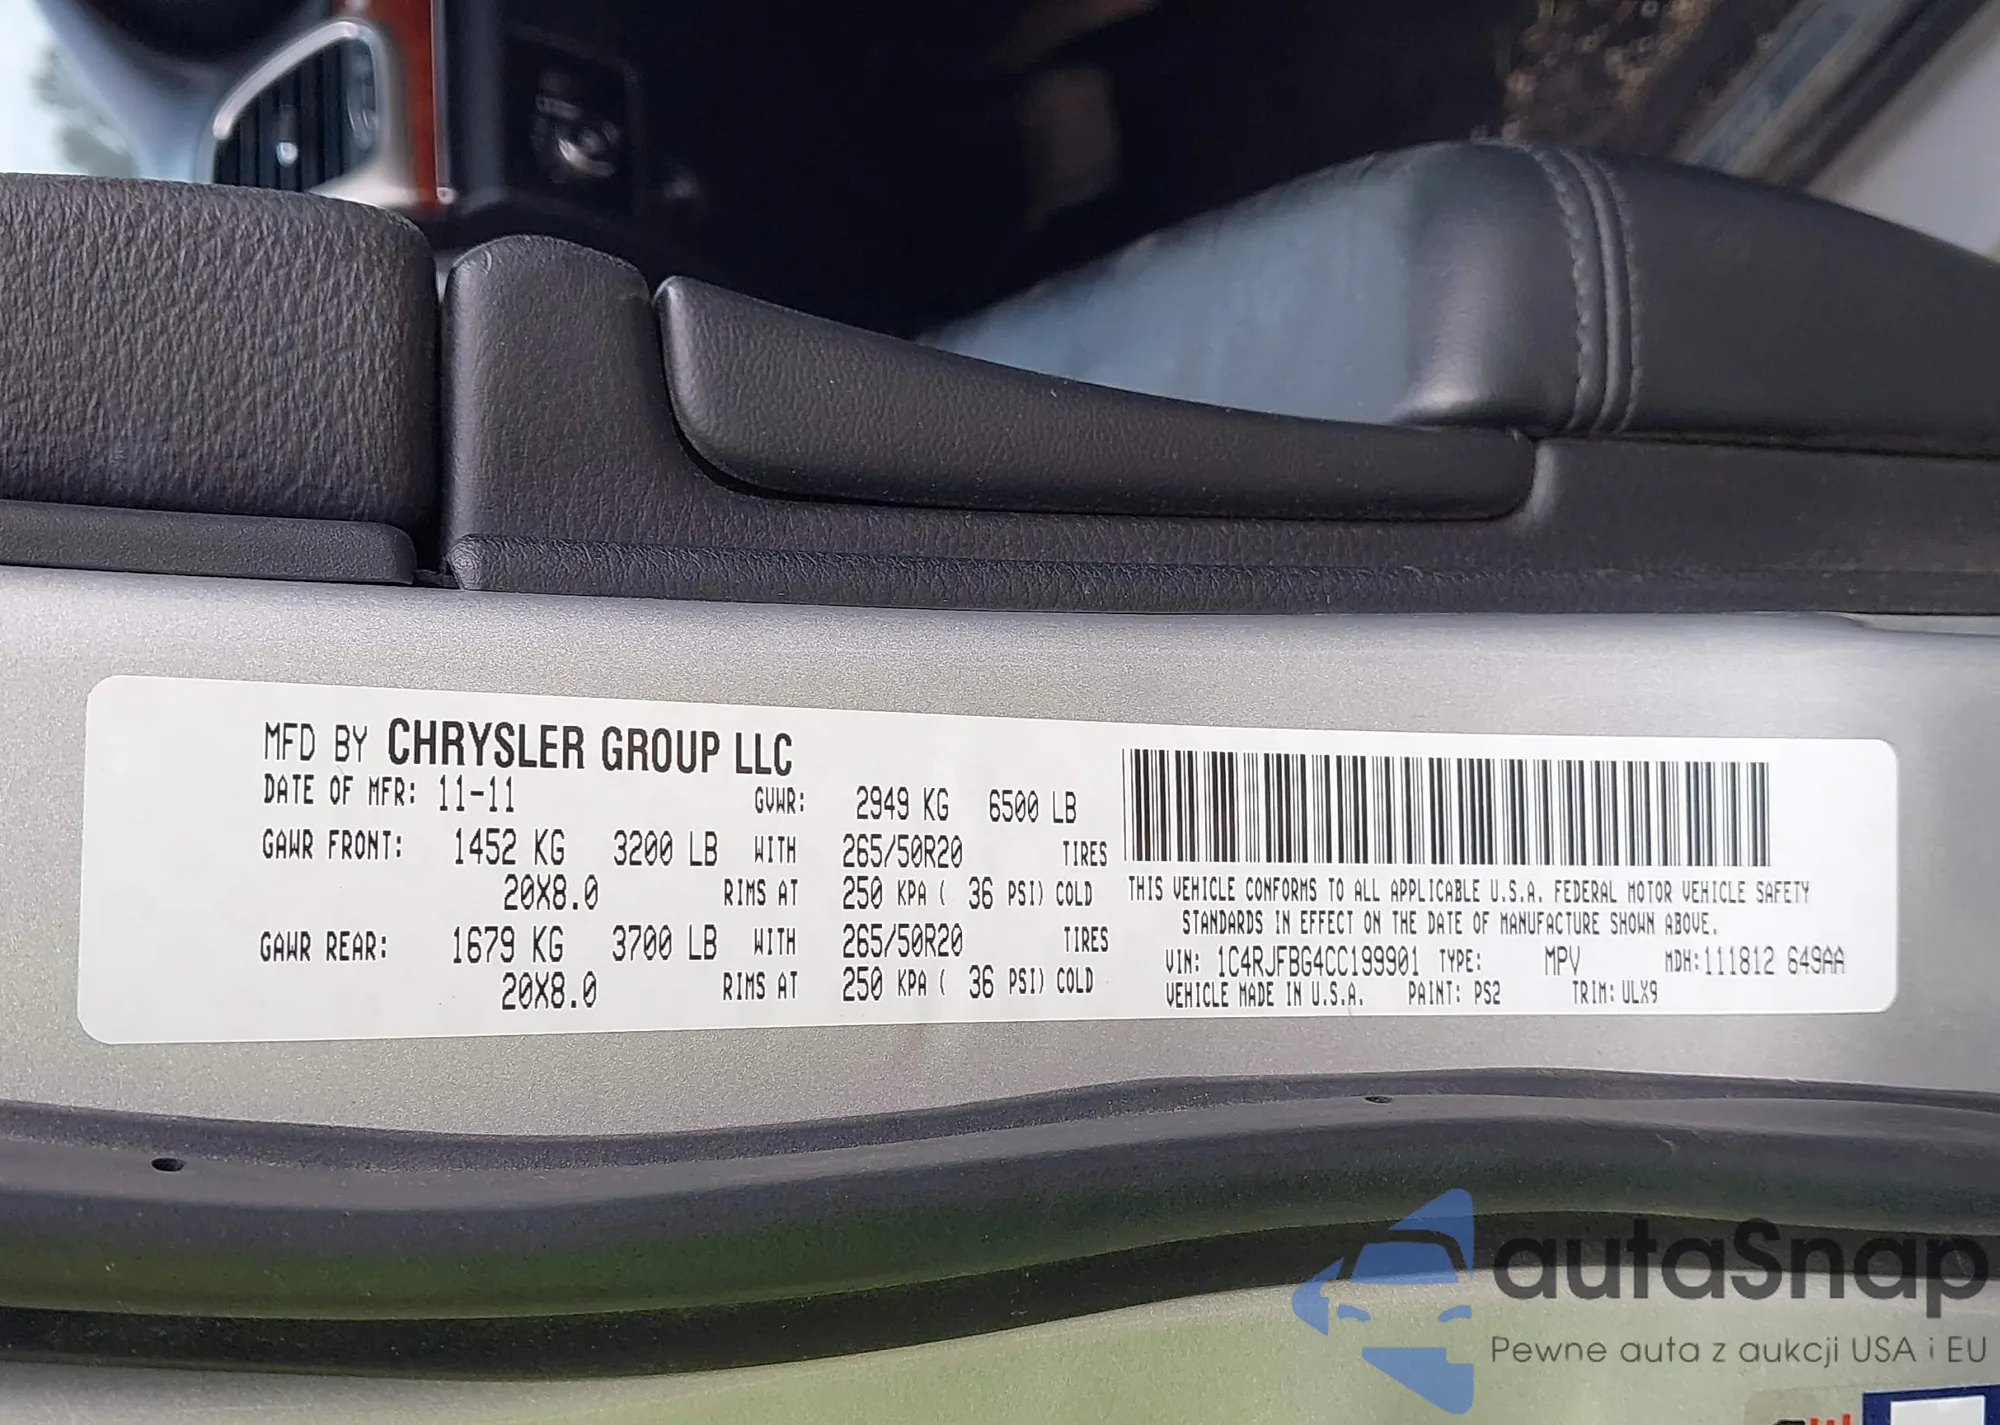 MFD BY CHRYSLER GROUP LLC
DATE OF MFR: 11-11 GVWR: 2949 KG 6500 LB
GAWR FRONT: 1452 KG 3200 LB WITH 265/50R20 TIRES
20X8.0 RIMS AT 250 KPA ( 36 PSI) COLD
GAWR REAR: 1679 KG 3700 LB WITH 265/50R20 TIRES
20X8.0 RIMS AT 250 KPA ( 36 PSI) COLD
THIS VEHICLE CONFORMS TO ALL APPLICABLE U.S.A. FEDERAL MOTOR VEHICLE SAFETY
STANDARDS IN EFFECT ON THE DATE OF MANUFACTURE SHOWN ABOVE.
VIN: 1C4RJFBG4CC199901 TYPE: MPV MDH:111812 649AA
VEHICLE MADE IN U.S.A. PAINT: PS2 TRIM: ULX9
autaSnap
Pewne auta z aukcji USA i EU